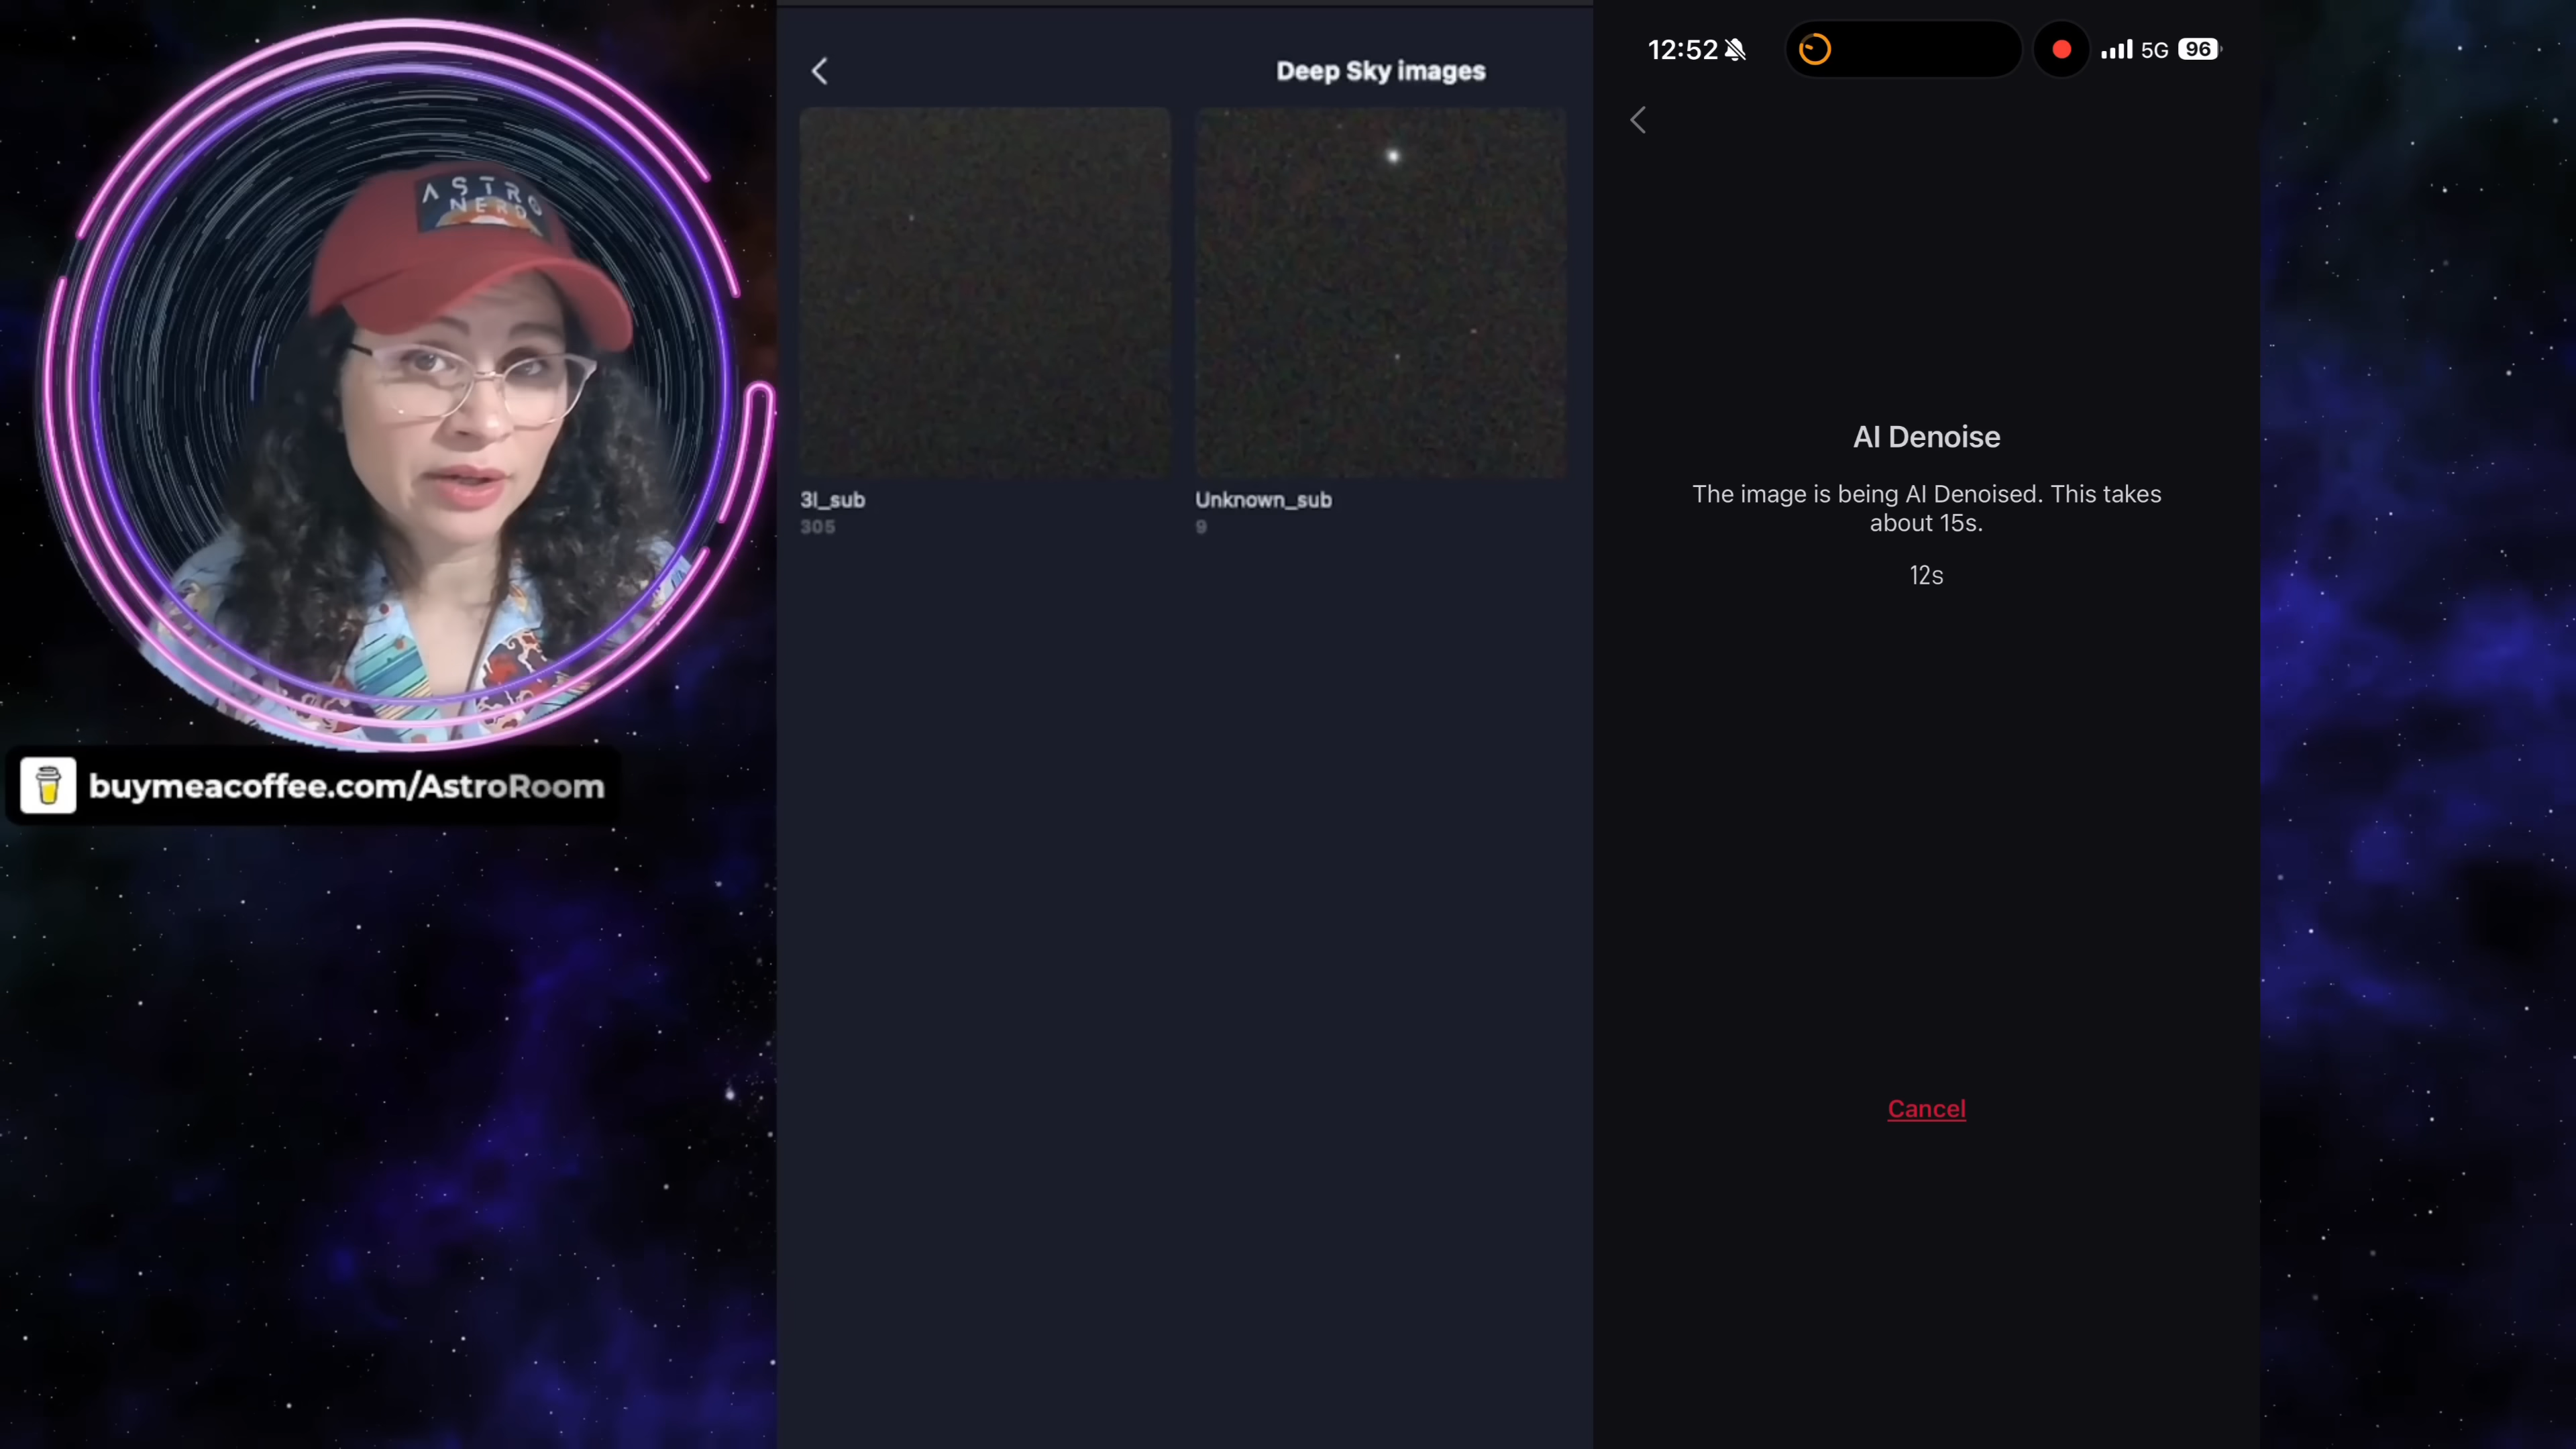 ASTRO
NERD
buymeacoffee.com/AstroRoom
Deep Sky images
3I_sub
305
Unknown_sub
9
12:52
5G 96
AI Denoise
The image is being AI Denoised. This takes
about 15s.
12s
Cancel